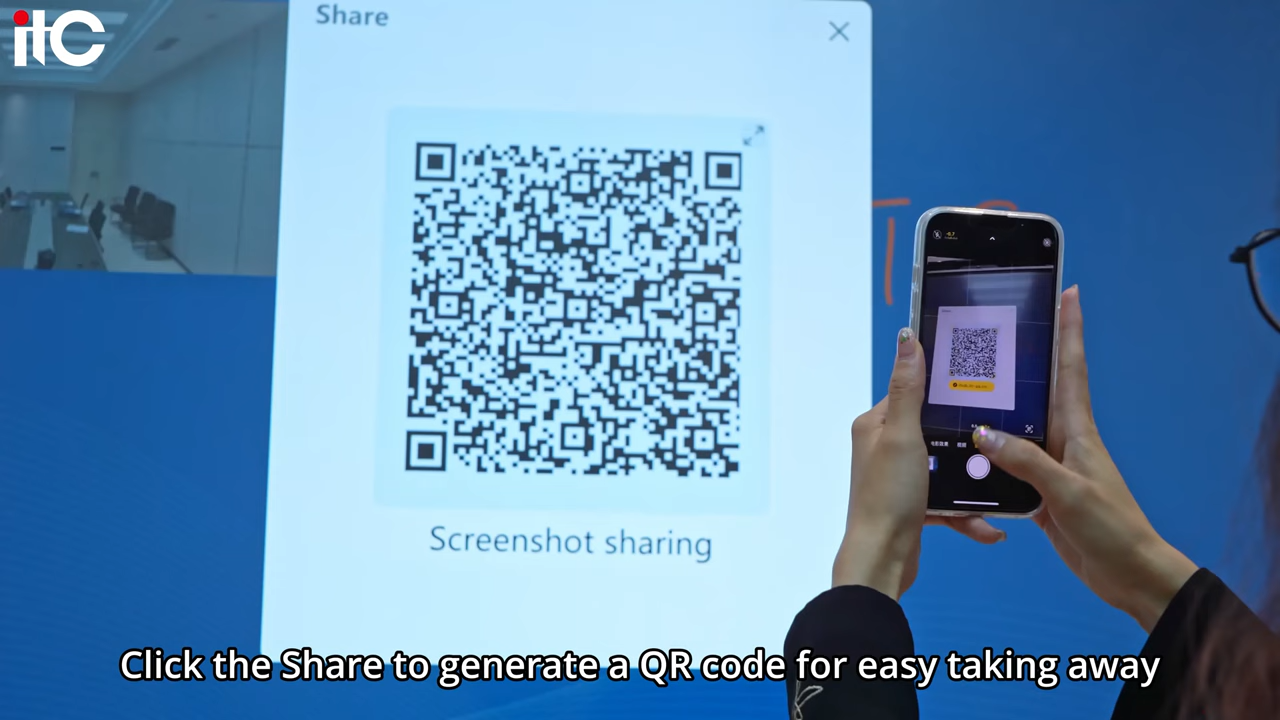 itC
Share
Screenshot sharing
Click the Share to generate a QR code for easy taking away